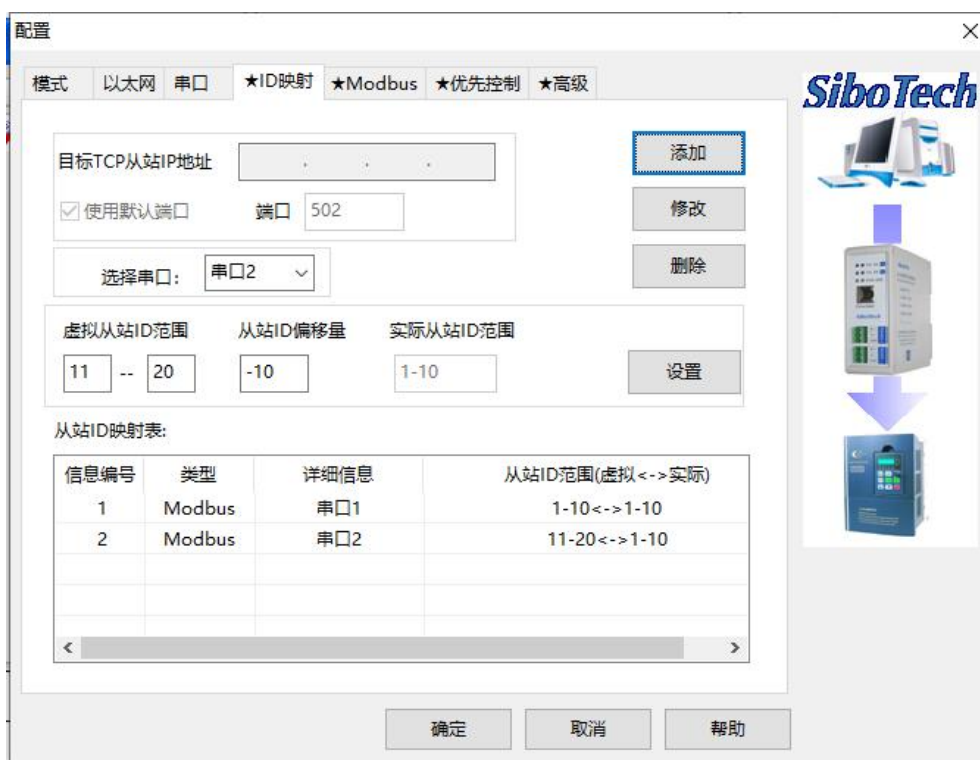 配置
模式 以太网 串口 ★ID映射 ★Modbus ★优先控制 ★高级
SiboTech
目标TCP从站IP地址 . . .
添加
使用默认端口 端口 502
修改
选择串口: 串口2
删除
虚拟从站ID范围 从站ID偏移量 实际从站ID范围
11 -- 20 -10 1-10
设置
从站ID映射表:
信息编号 类型 详细信息 从站ID范围(虚拟<->实际)
1 Modbus 串口1 1-10<->1-10
2 Modbus 串口2 11-20<->1-10
确定 取消 帮助